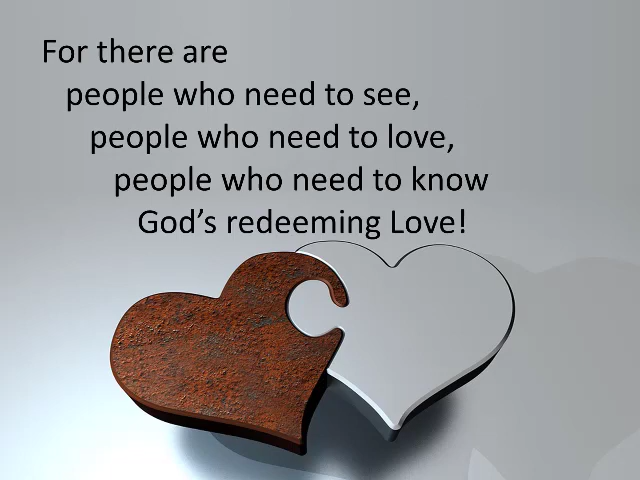 For there are
people who need to see,
people who need to love,
people who need to know
God’s redeeming Love!